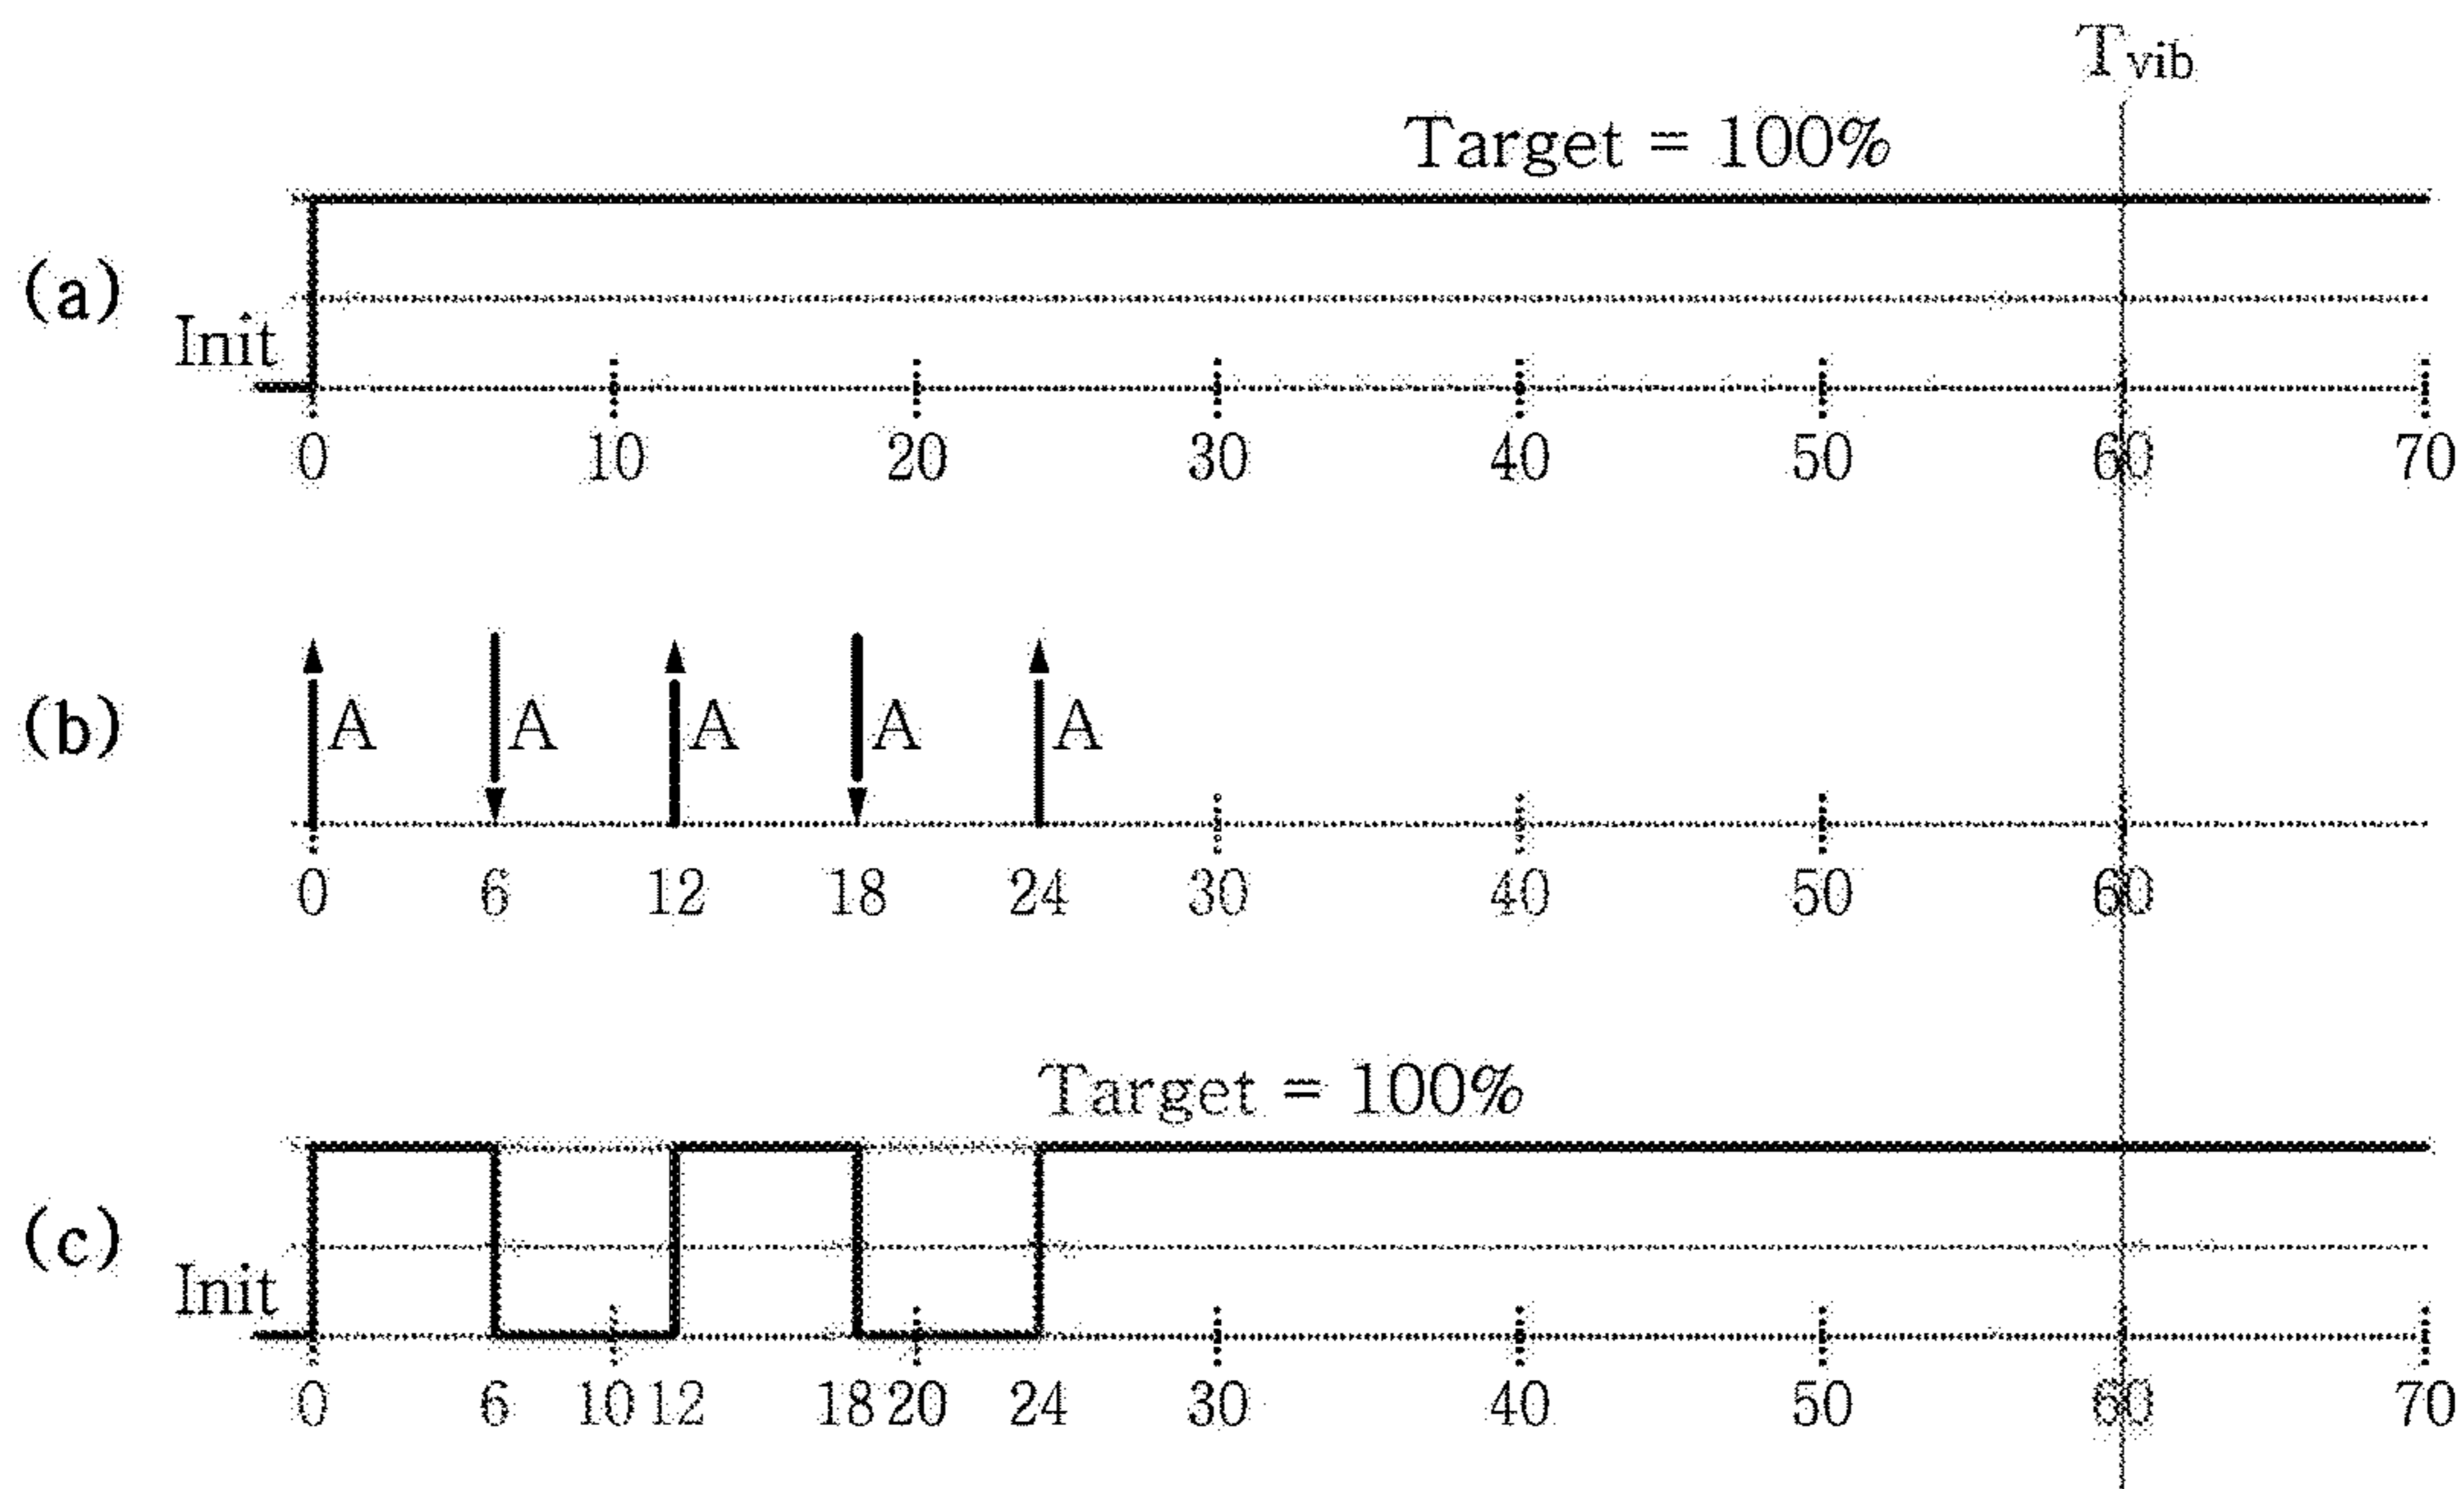 Tvib
Target = 100%
(a)
Init
0 10 20 30 40 50 60 70
(b)
A A A A A
0 6 12 18 24 30 40 50 60
Target = 100%
(c)
Init
0 6 10 12 18 20 24 30 40 50 60 70